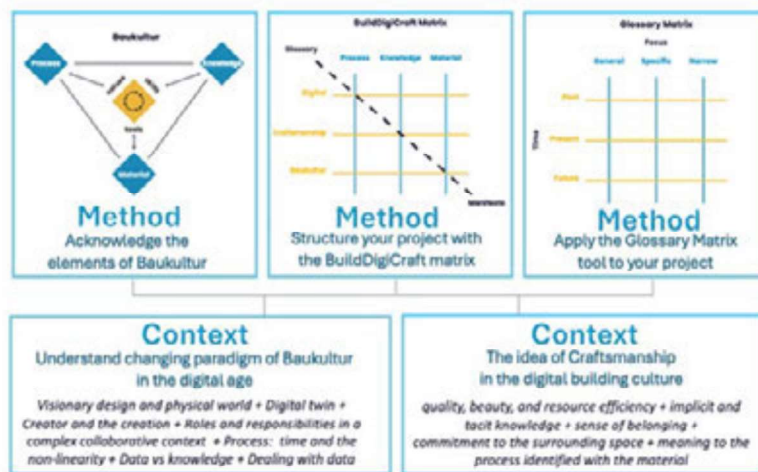 Baukultur
Process
Knowledge
nature
skills
tools
Material
Method
Acknowledge the
elements of Baukultur
BuildDigiCraft Matrix
Glossary
Process Knowledge Material
Digital
Craftsmanship
Baukultur
Manifesto
Method
Structure your project with
the BuildDigiCraft matrix
Glossary Matrix
Focus
General Specific Narrow
Time
Past
Present
Future
Method
Apply the Glossary Matrix
tool to your project
Context
Understand changing paradigm of Baukultur
in the digital age
Visionary design and physical world + Digital twin +
Creator and the creation + Roles and responsibilities in a
complex collaborative context + Process: time and the
non-linearity + Data vs knowledge + Dealing with data
Context
The idea of Craftsmanship
in the digital building culture
quality, beauty, and resource efficiency + implicit and
tacit knowledge + sense of belonging +
commitment to the surrounding space + meaning to the
process identified with the material